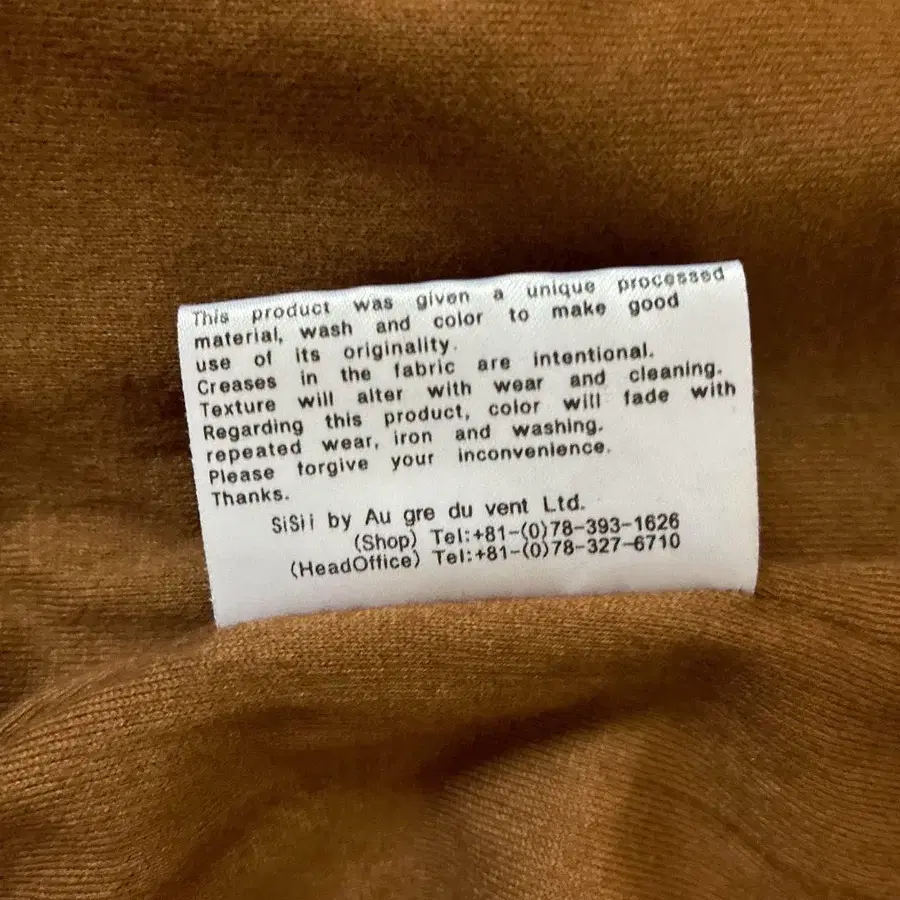 This product was given a unique processed
material, wash and color to make good
use of its originality.
Creases in the fabric are intentional.
Texture will alter with wear and cleaning.
Regarding this product, color will fade with
repeated wear, iron and washing.
Please forgive your inconvenience.
Thanks.
SiSii by Au gre du vent Ltd.
(Shop) Tel:+81-(0)78-393-1626
(HeadOffice) Tel:+81-(0)78-327-6710